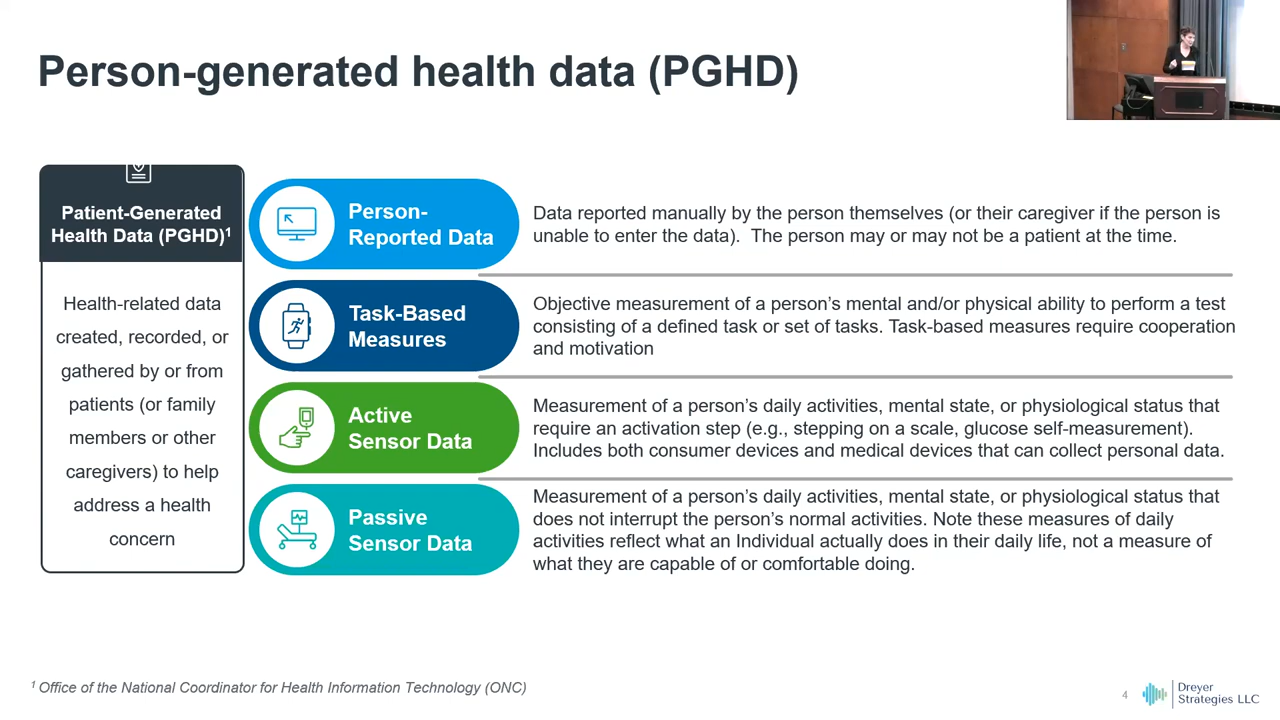 Person-generated health data (PGHD)
Patient-Generated
Health Data (PGHD)¹
Health-related data
created, recorded, or
gathered by or from
patients (or family
members or other
caregivers) to help
address a health
concern
Person-
Reported Data
Data reported manually by the person themselves (or their caregiver if the person is
unable to enter the data).  The person may or may not be a patient at the time.
Task-Based
Measures
Objective measurement of a person’s mental and/or physical ability to perform a test
consisting of a defined task or set of tasks. Task-based measures require cooperation
and motivation
Active
Sensor Data
Measurement of a person’s daily activities, mental state, or physiological status that
require an activation step (e.g., stepping on a scale, glucose self-measurement).
Includes both consumer devices and medical devices that can collect personal data.
Passive
Sensor Data
Measurement of a person’s daily activities, mental state, or physiological status that
does not interrupt the person’s normal activities. Note these measures of daily
activities reflect what an Individual actually does in their daily life, not a measure of
what they are capable of or comfortable doing.
¹ Office of the National Coordinator for Health Information Technology (ONC)
4
Dreyer
Strategies LLC